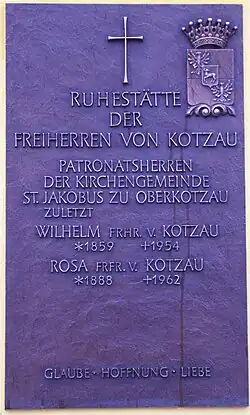 RUHESTÄTTE
DER
FREIHERREN VON KOTZAU
PATRONATSHERREN
DER KIRCHENGEMEINDE
ST. JAKOBUS ZU OBERKOTZAU
ZULETZT
WILHELM FRHR. V. KOTZAU
*1859 +1954
ROSA FRFR. V. KOTZAU
*1888 +1962
GLAUBE · HOFFNUNG · LIEBE